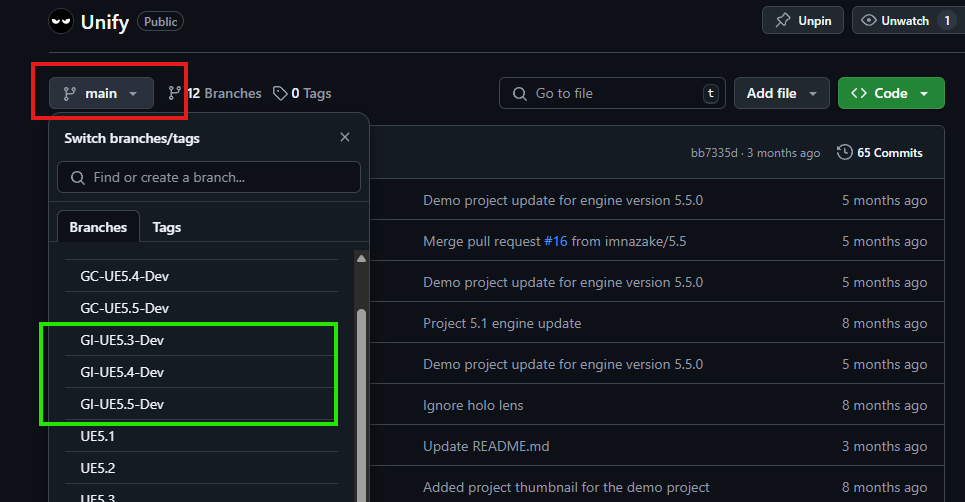 Unify Public Unpin Unwatch 1
main 12 Branches 0 Tags Go to file t Add file Code
Switch branches/tags
bb7335d · 3 months ago 65 Commits
Find or create a branch...
Demo project update for engine version 5.5.0 5 months ago
Branches Tags
Merge pull request #16 from imnazake/5.5 5 months ago
GC-UE5.4-Dev
Demo project update for engine version 5.5.0 5 months ago
GC-UE5.5-Dev
Project 5.1 engine update 8 months ago
GI-UE5.3-Dev
Demo project update for engine version 5.5.0 5 months ago
GI-UE5.4-Dev
GI-UE5.5-Dev
Ignore holo lens 8 months ago
UE5.1
Update README.md 3 months ago
UE5.2
Added project thumbnail for the demo project 8 months ago
UE5.3